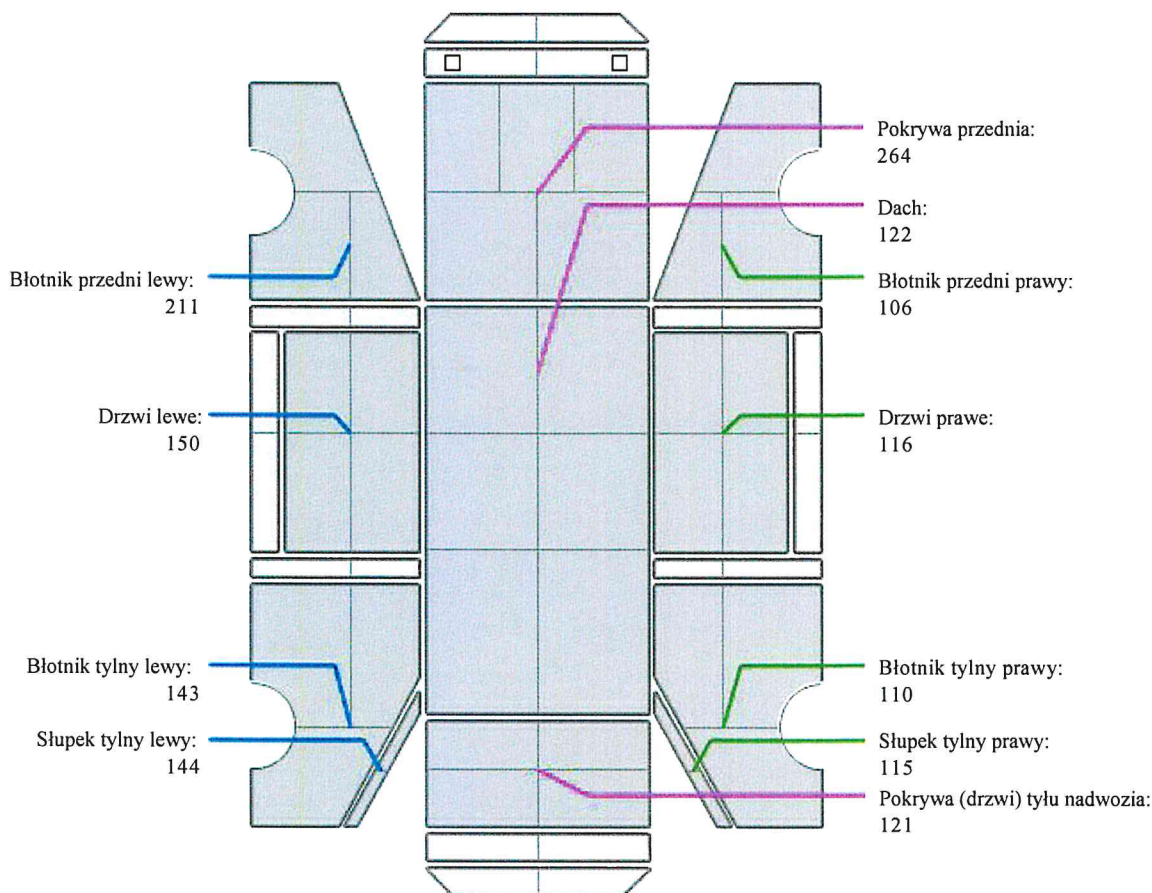 Pokrywa przednia:
264
Dach:
122
Błotnik przedni lewy:
211
Błotnik przedni prawy:
106
Drzwi lewe:
150
Drzwi prawe:
116
Błotnik tylny lewy:
143
Błotnik tylny prawy:
110
Słupek tylny lewy:
144
Słupek tylny prawy:
115
Pokrywa (drzwi) tyłu nadwozia:
121